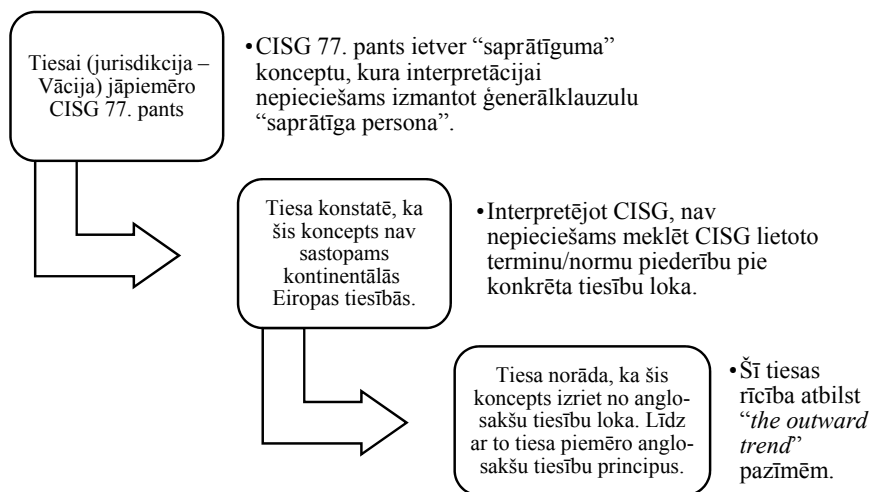 Tiesai (jurisdikcija –
Vācija) jāpiemēro
CISG 77. pants
•CISG 77. pants ietver “saprātīguma”
konceptu, kura interpretācijai
nepieciešams izmantot ģenerālklauzulu
“saprātīga persona”.
Tiesa konstatē, ka
šis koncepts nav
sastopams
kontinentālās
Eiropas tiesībās.
•Interpretējot CISG, nav
nepieciešams meklēt CISG lietoto
terminu/normu piederību pie
konkrēta tiesību loka.
Tiesa norāda, ka šis
koncepts izriet no anglo-
sakšu tiesību loka. Līdz
ar to tiesa piemēro anglo-
sakšu tiesību principus.
•Šī tiesas
rīcība atbilst
“the outward
trend”
pazīmēm.